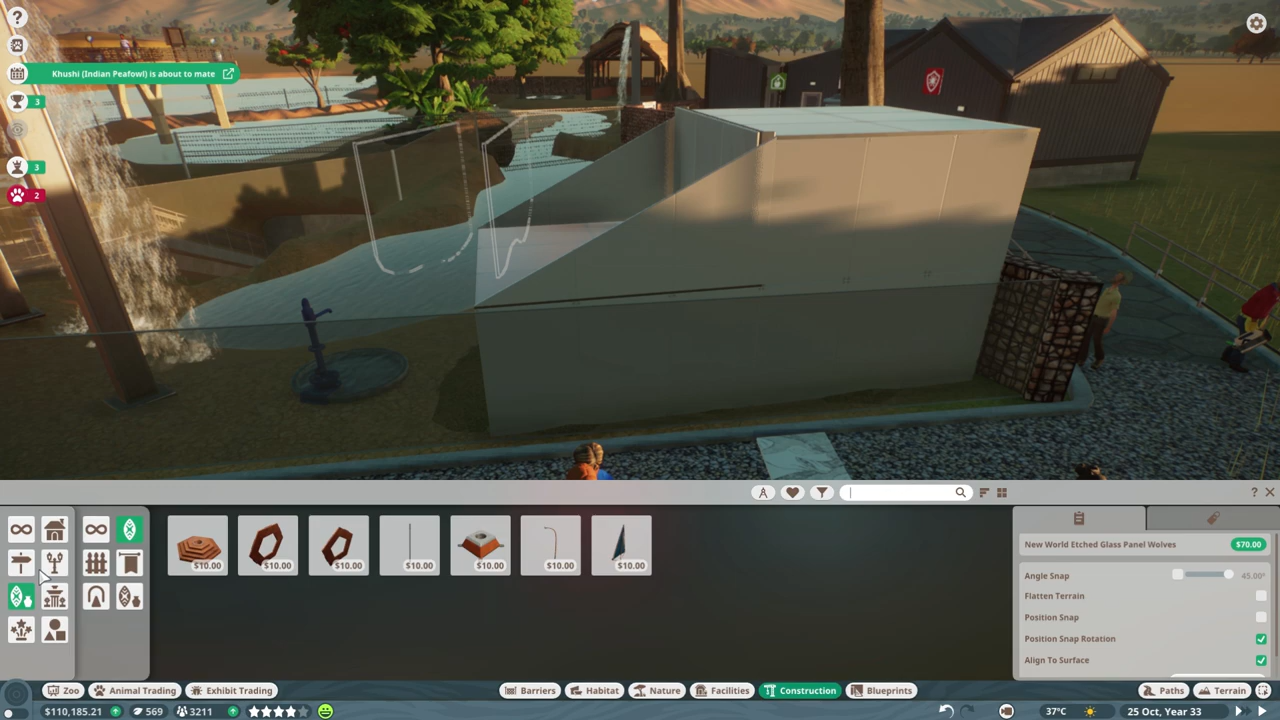 ?
Khushi (Indian Peafowl) is about to mate
3
3
2
? ×
$10.00 $10.00 $10.00 $10.00 $10.00 $10.00 $10.00
New World Etched Glass Panel Wolves $70.00
Angle Snap 45.00°
Flatten Terrain
Position Snap
Position Snap Rotation
Align To Surface
Zoo Animal Trading Exhibit Trading Barriers Habitat Nature Facilities Construction Blueprints Paths Terrain
$110,185.21 569 3211 37°C 25 Oct, Year 33